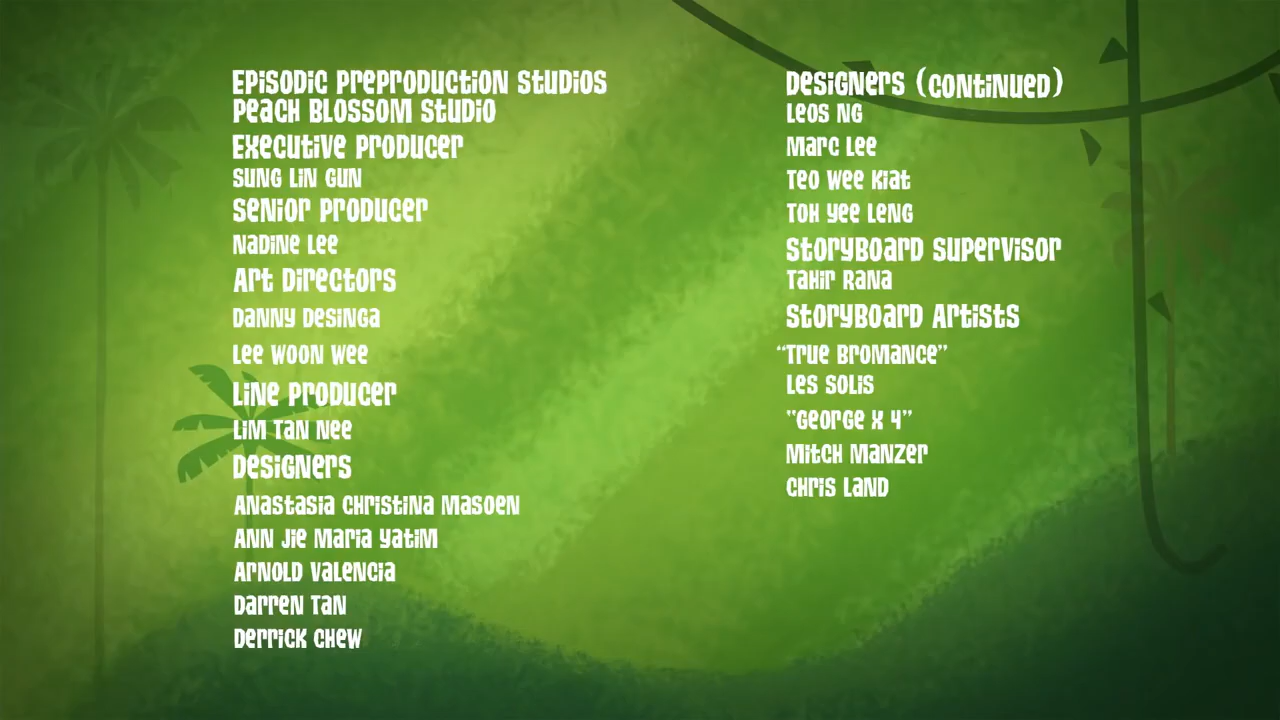 Episodic Preproduction Studios
Peach Blossom Studio
Executive Producer
Sung Lin Gun
Senior Producer
Nadine Lee
Art Directors
Danny Desinga
Lee Woon Wee
Line Producer
Lim Tan Nee
Designers
Anastasia Christina Masoen
Ann Jie Maria Yatim
Arnold Valencia
Darren Tan
Derrick Chew
Designers (Continued)
Leos Ng
Marc Lee
Teo Wee Kiat
Toh Yee Leng
Storyboard Supervisor
Tahir Rana
Storyboard Artists
“True Bromance”
Les Solis
“George X 4”
Mitch Manzer
Chris Land